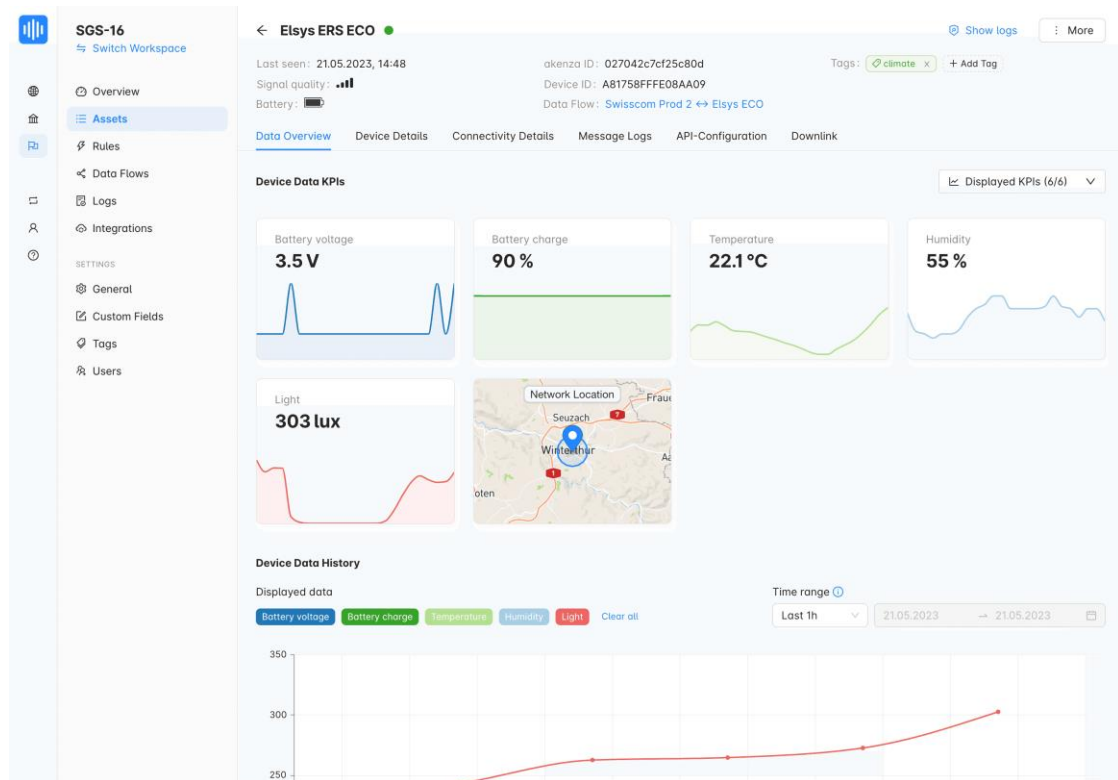 SGS-16
Switch Workspace
Overview
Assets
Rules
Data Flows
Logs
Integrations
SETTINGS
General
Custom Fields
Tags
Users
Elsys ERS ECO
Show logs
More
Last seen: 21.05.2023, 14:48
Signal quality:
Battery:
akenza ID: 027042c7cf25c80d
Device ID: A81758FFFE08AA09
Data Flow: Swisscom Prod 2 ↔ Elsys ECO
Tags: climate x + Add Tag
Data Overview Device Details Connectivity Details Message Logs API-Configuration Downlink
Device Data KPIs
Displayed KPIs (6/6)
Battery voltage
3.5 V
Battery charge
90 %
Temperature
22.1 °C
Humidity
55 %
Light
303 lux
Network Location
Frau
Seuzach
7
Winterthur
1
Aa
oten
Device Data History
Displayed data
Time range
Battery voltage Battery charge Temperature Humidity Light Clear all
Last 1h
21.05.2023 → 21.05.2023
350
300
250